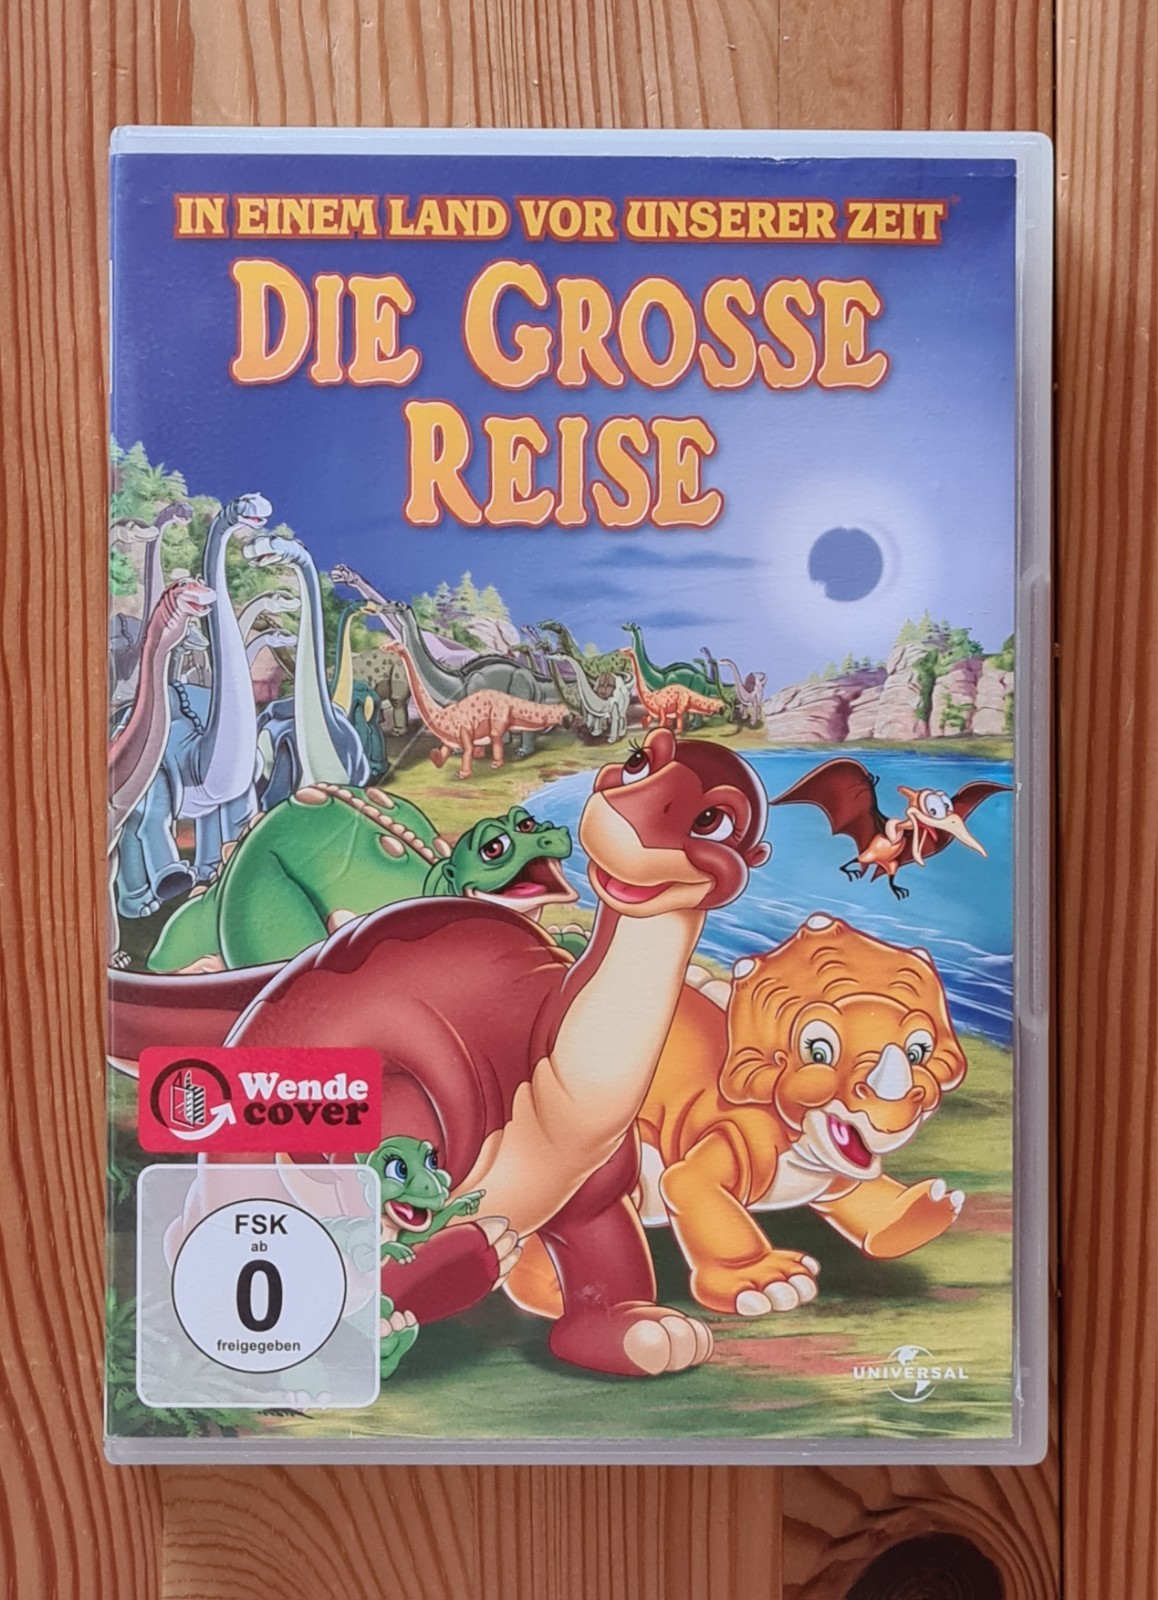 IN EINEM LAND VOR UNSERER ZEIT
DIE GROSSE
REISE
Wende
cover
FSK
ab
0
freigegeben
UNIVERSAL